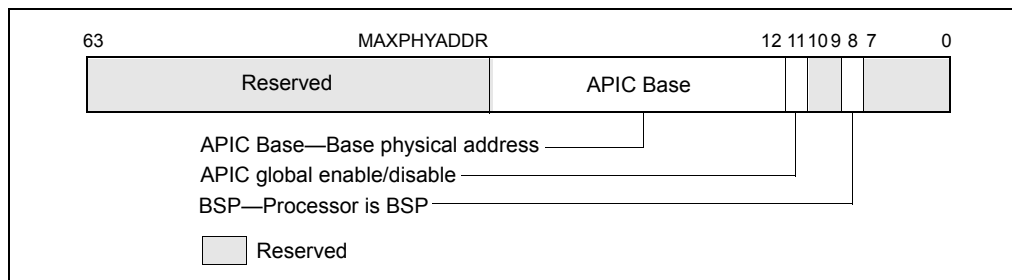 63 MAXPHYADDR 12 11 10 9 8 7 0
Reserved APIC Base
APIC Base—Base physical address
APIC global enable/disable
BSP—Processor is BSP
Reserved